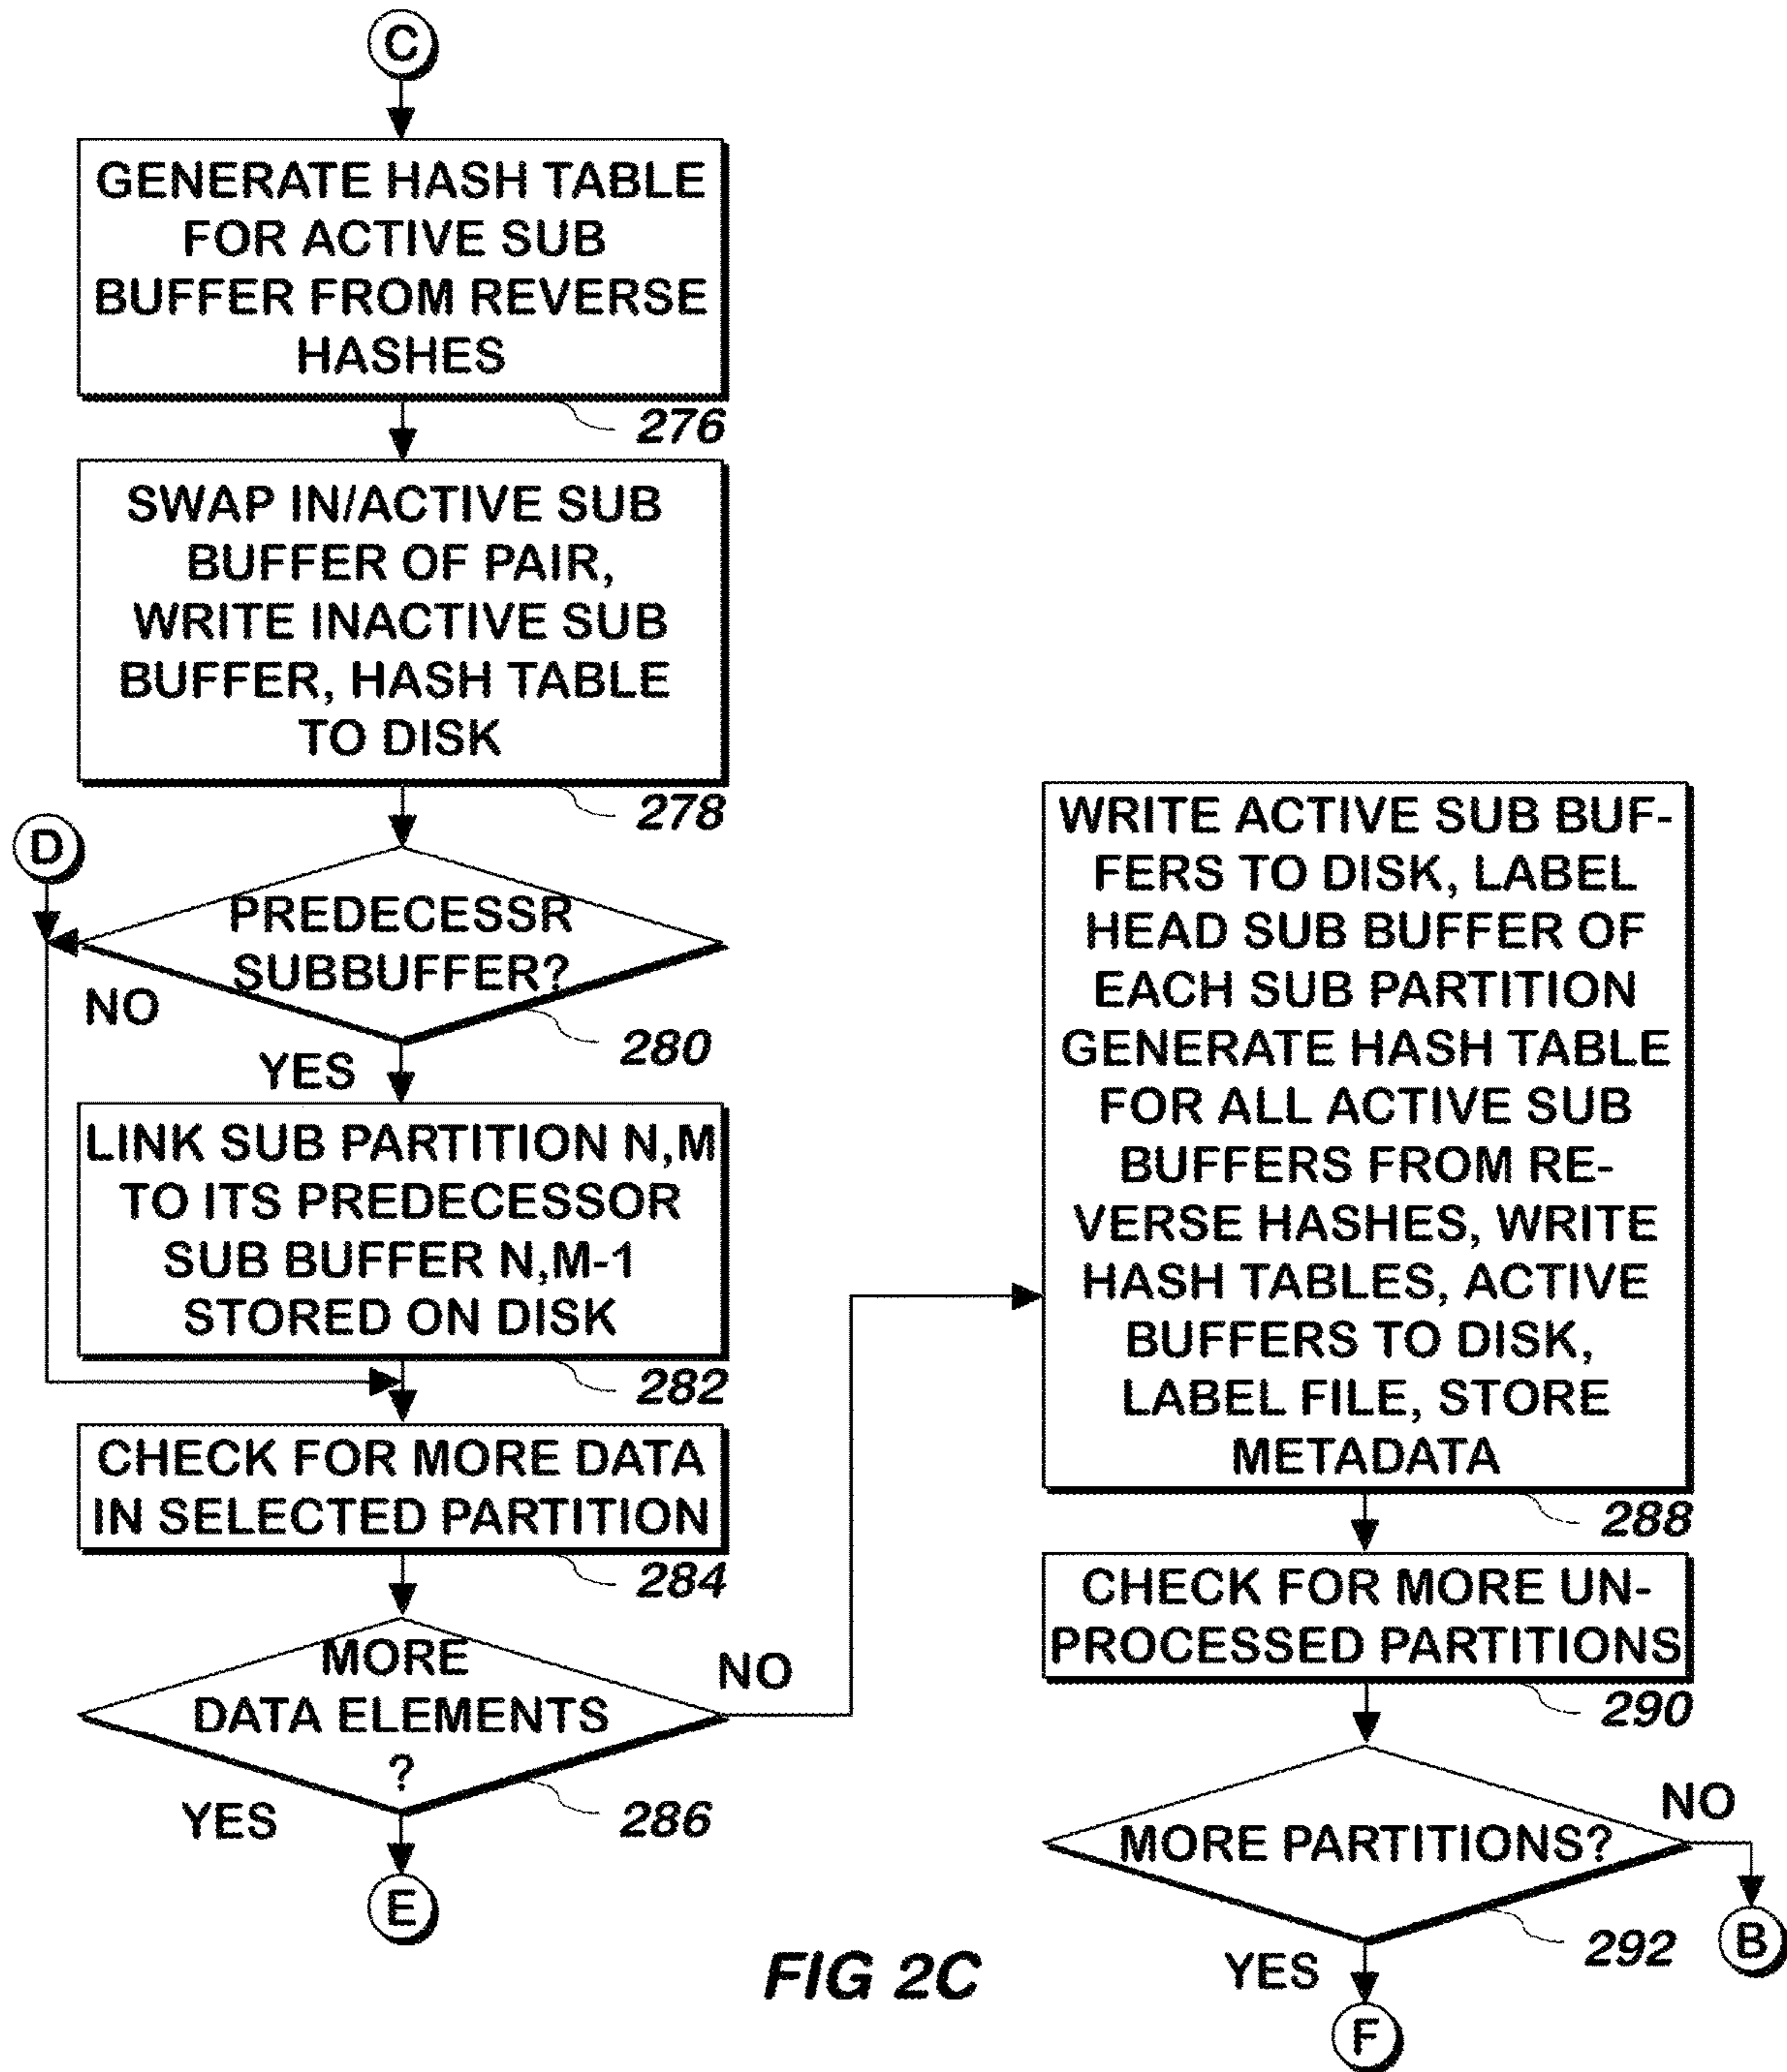 C
GENERATE HASH TABLE
FOR ACTIVE SUB
BUFFER FROM REVERSE
HASHES
276
SWAP IN/ACTIVE SUB
BUFFER OF PAIR,
WRITE INACTIVE SUB
BUFFER, HASH TABLE
TO DISK
278
D
PREDECESSR
SUBBUFFER?
NO
280
YES
LINK SUB PARTITION N,M
TO ITS PREDECESSOR
SUB BUFFER N,M-1
STORED ON DISK
282
CHECK FOR MORE DATA
IN SELECTED PARTITION
284
MORE
DATA ELEMENTS
?
NO
YES
286
E
WRITE ACTIVE SUB BUF-
FERS TO DISK, LABEL
HEAD SUB BUFFER OF
EACH SUB PARTITION
GENERATE HASH TABLE
FOR ALL ACTIVE SUB
BUFFERS FROM RE-
VERSE HASHES, WRITE
HASH TABLES, ACTIVE
BUFFERS TO DISK,
LABEL FILE, STORE
METADATA
288
CHECK FOR MORE UN-
PROCESSED PARTITIONS
290
MORE PARTITIONS?
NO
292
B
YES
F
FIG 2C